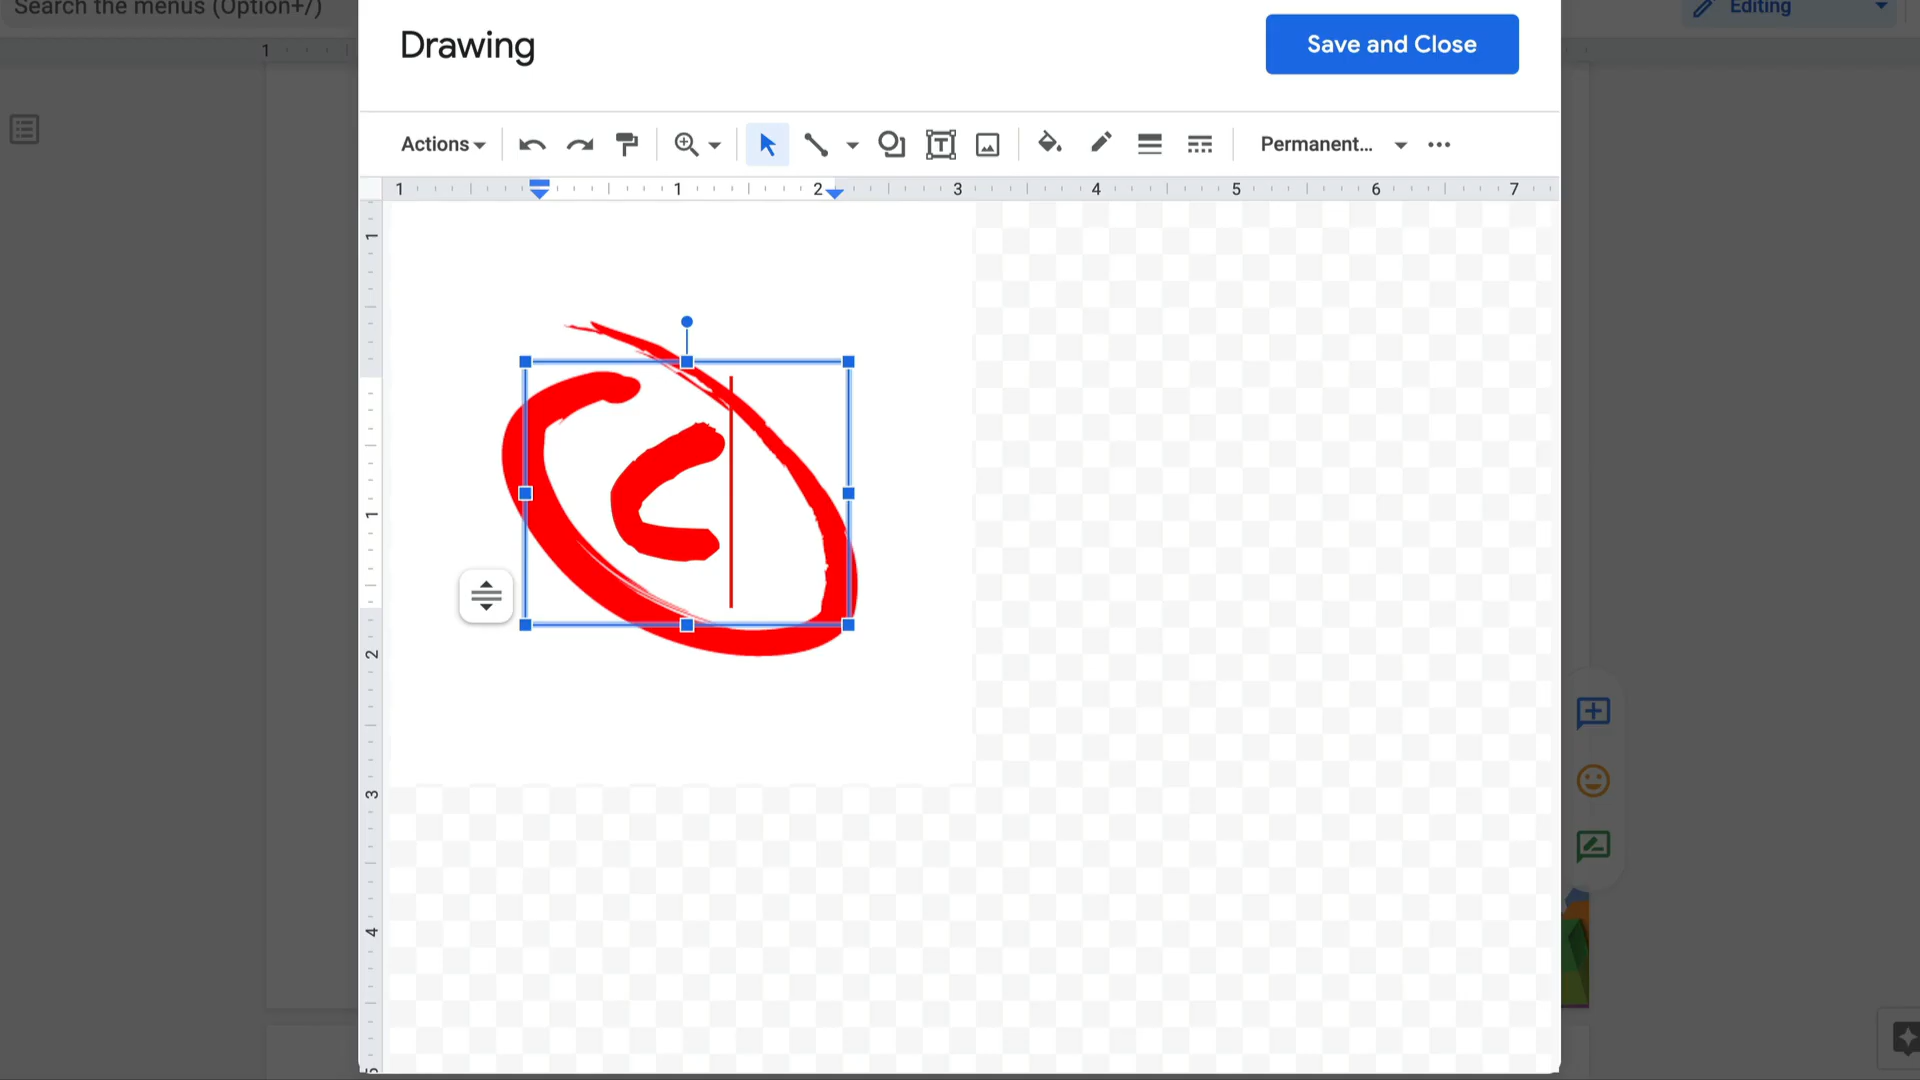 Search the menus (Option+/)
Editing
1
Drawing
Save and Close
Actions
Permanent...
1 1 2 3 4 5 6 7
1
C
1
2
3
4